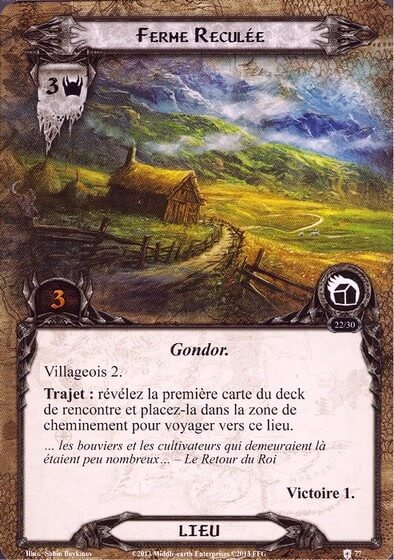 FERME RECULÉE
3
3
22/30
Gondor.
Villageois 2.
Trajet : révélez la première carte du deck
de rencontre et placez-la dans la zone de
cheminement pour voyager vers ce lieu.
... les bouviers et les cultivateurs qui demeuraient là
étaient peu nombreux... – Le Retour du Roi
Victoire 1.
LIEU
Illus. Sabin Boykinov
©2013 Middle-earth Enterprises ©2013 FFG
77